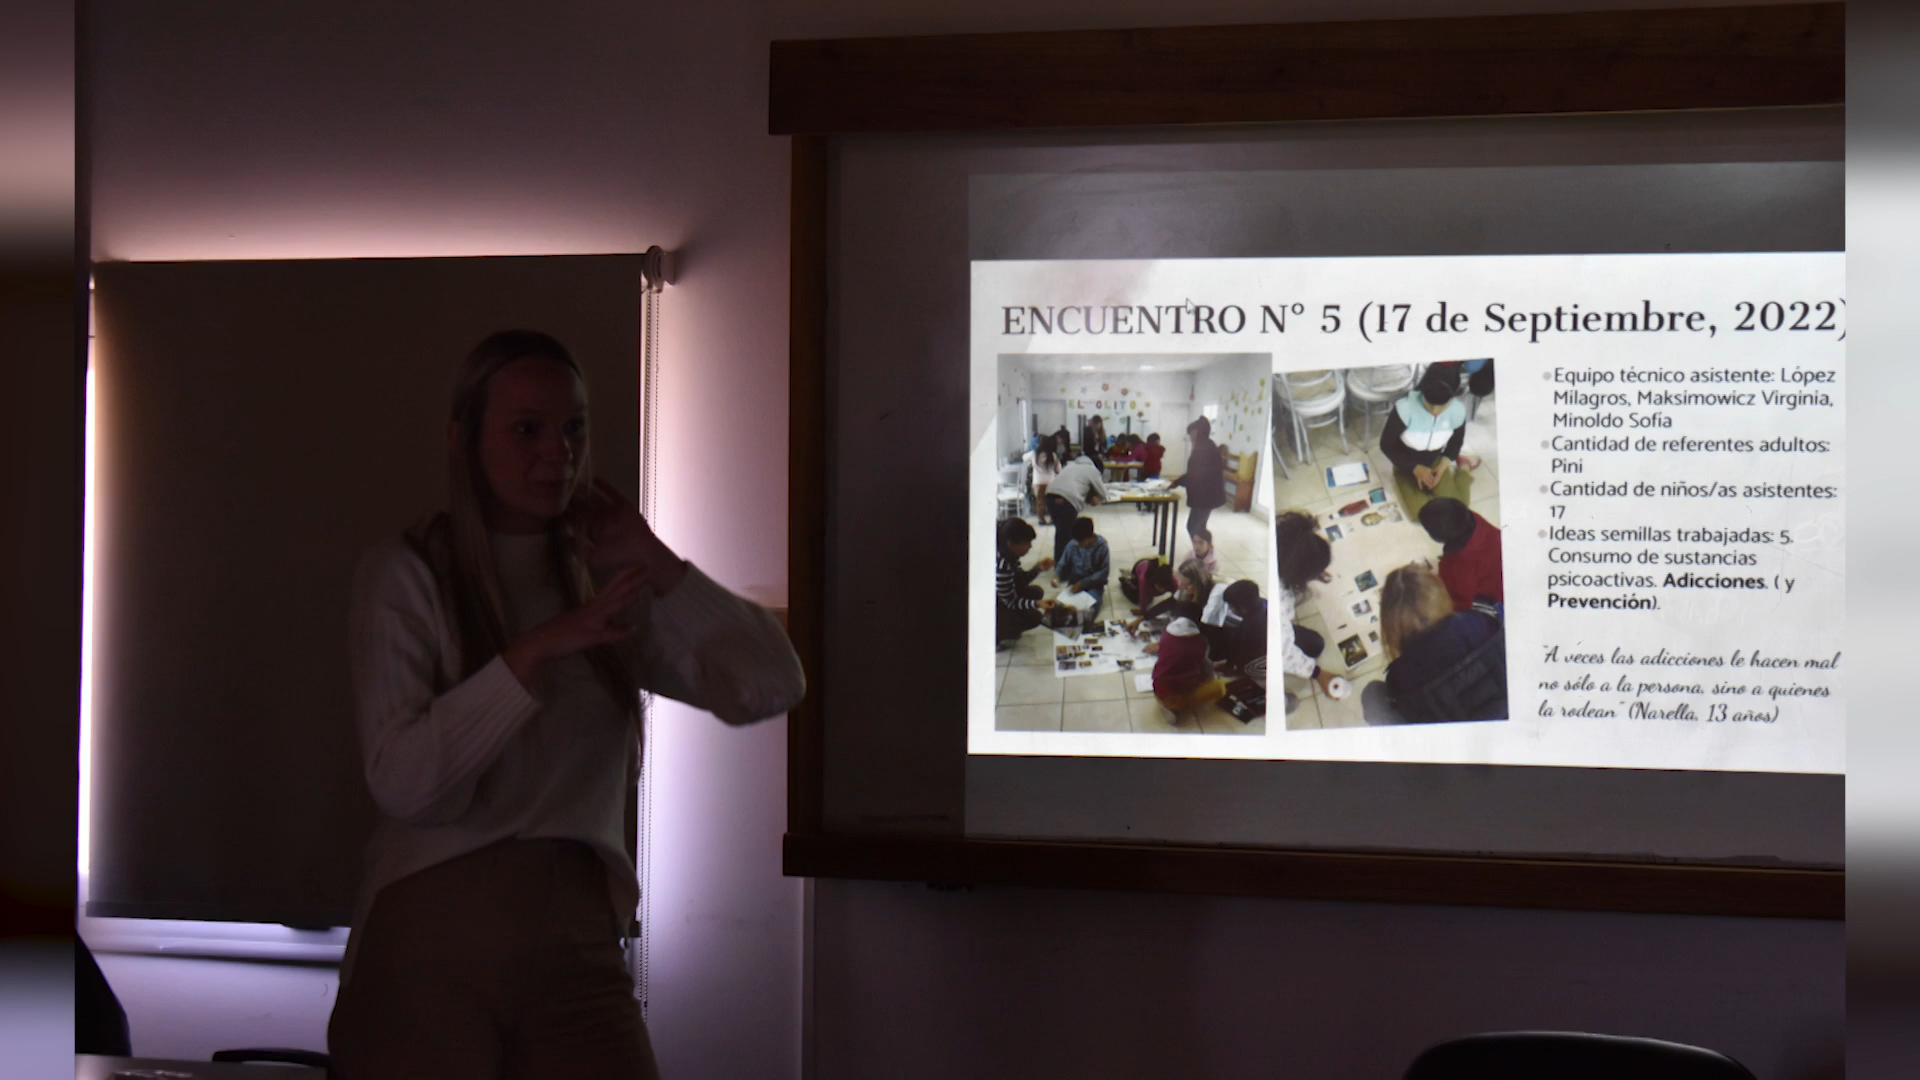 ENCUENTRO N° 5 (17 de Septiembre, 2022)
EL OLITO
Equipo técnico asistente: López
Milagros, Maksimowicz Virginia,
Minoldo Sofía
Cantidad de referentes adultos:
Pini
Cantidad de niños/as asistentes:
17
Ideas semillas trabajadas: 5.
Consumo de sustancias
psicoactivas. Adicciones. ( y
Prevención).
"A veces las adicciones le hacen mal
no sólo a la persona, sino a quienes
la rodean" (Narella, 13 años)